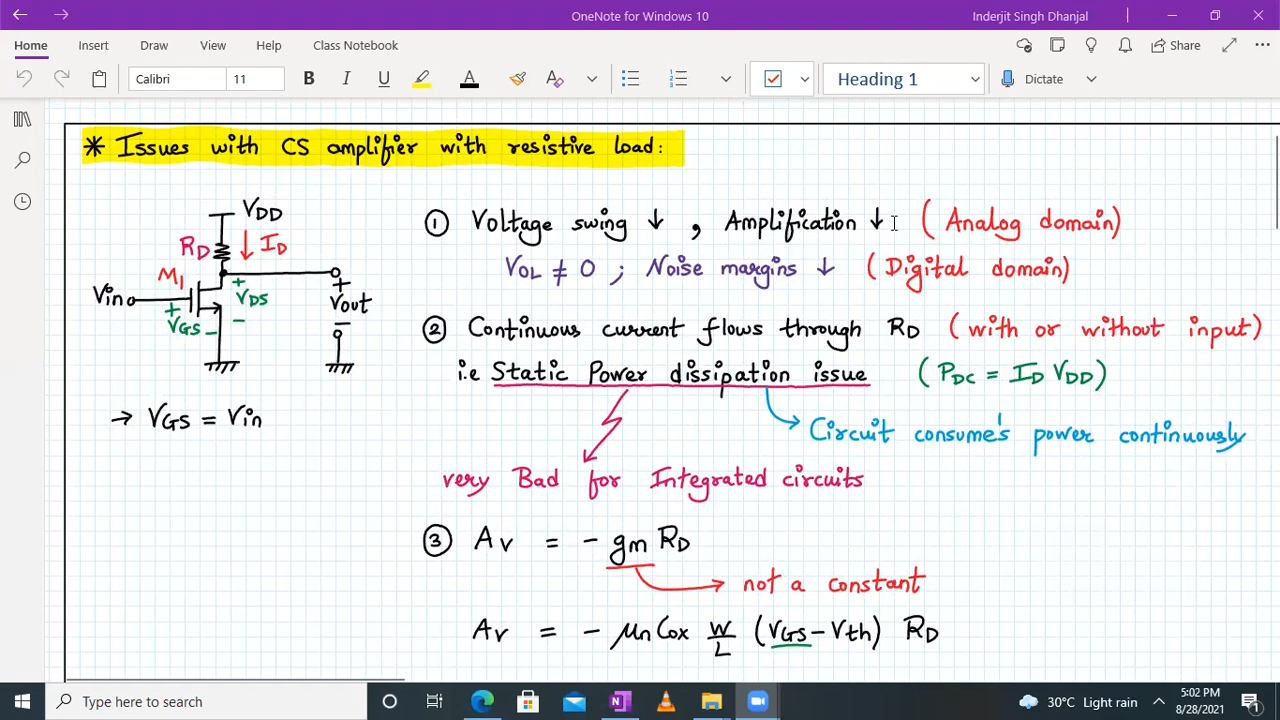 OneNote for Windows 10
Inderjit Singh Dhanjal
Home Insert Draw View Help Class Notebook
Share
Calibri 11 B I U A Heading 1 Dictate
* Issues with CS amplifier with resistive load:
VDD
RD ID
M1
Vin
+ VGS -
+ VDS -
+ Vout -
→ VGS = Vin
① Voltage swing ↓ , Amplification ↓ ( Analog domain)
VOL ≠ 0 ; Noise margins ↓ (Digital domain)
② Continuous current flows through RD (with or without input)
i.e Static Power dissipation issue ( PDC = ID VDD)
Circuit consume's power continuously
very Bad for Integrated circuits
③ Av = - gm RD
not a constant
Av = - μn Cox W/L (VGS - Vth) RD
Type here to search
30°C Light rain
5:02 PM
8/28/2021
1